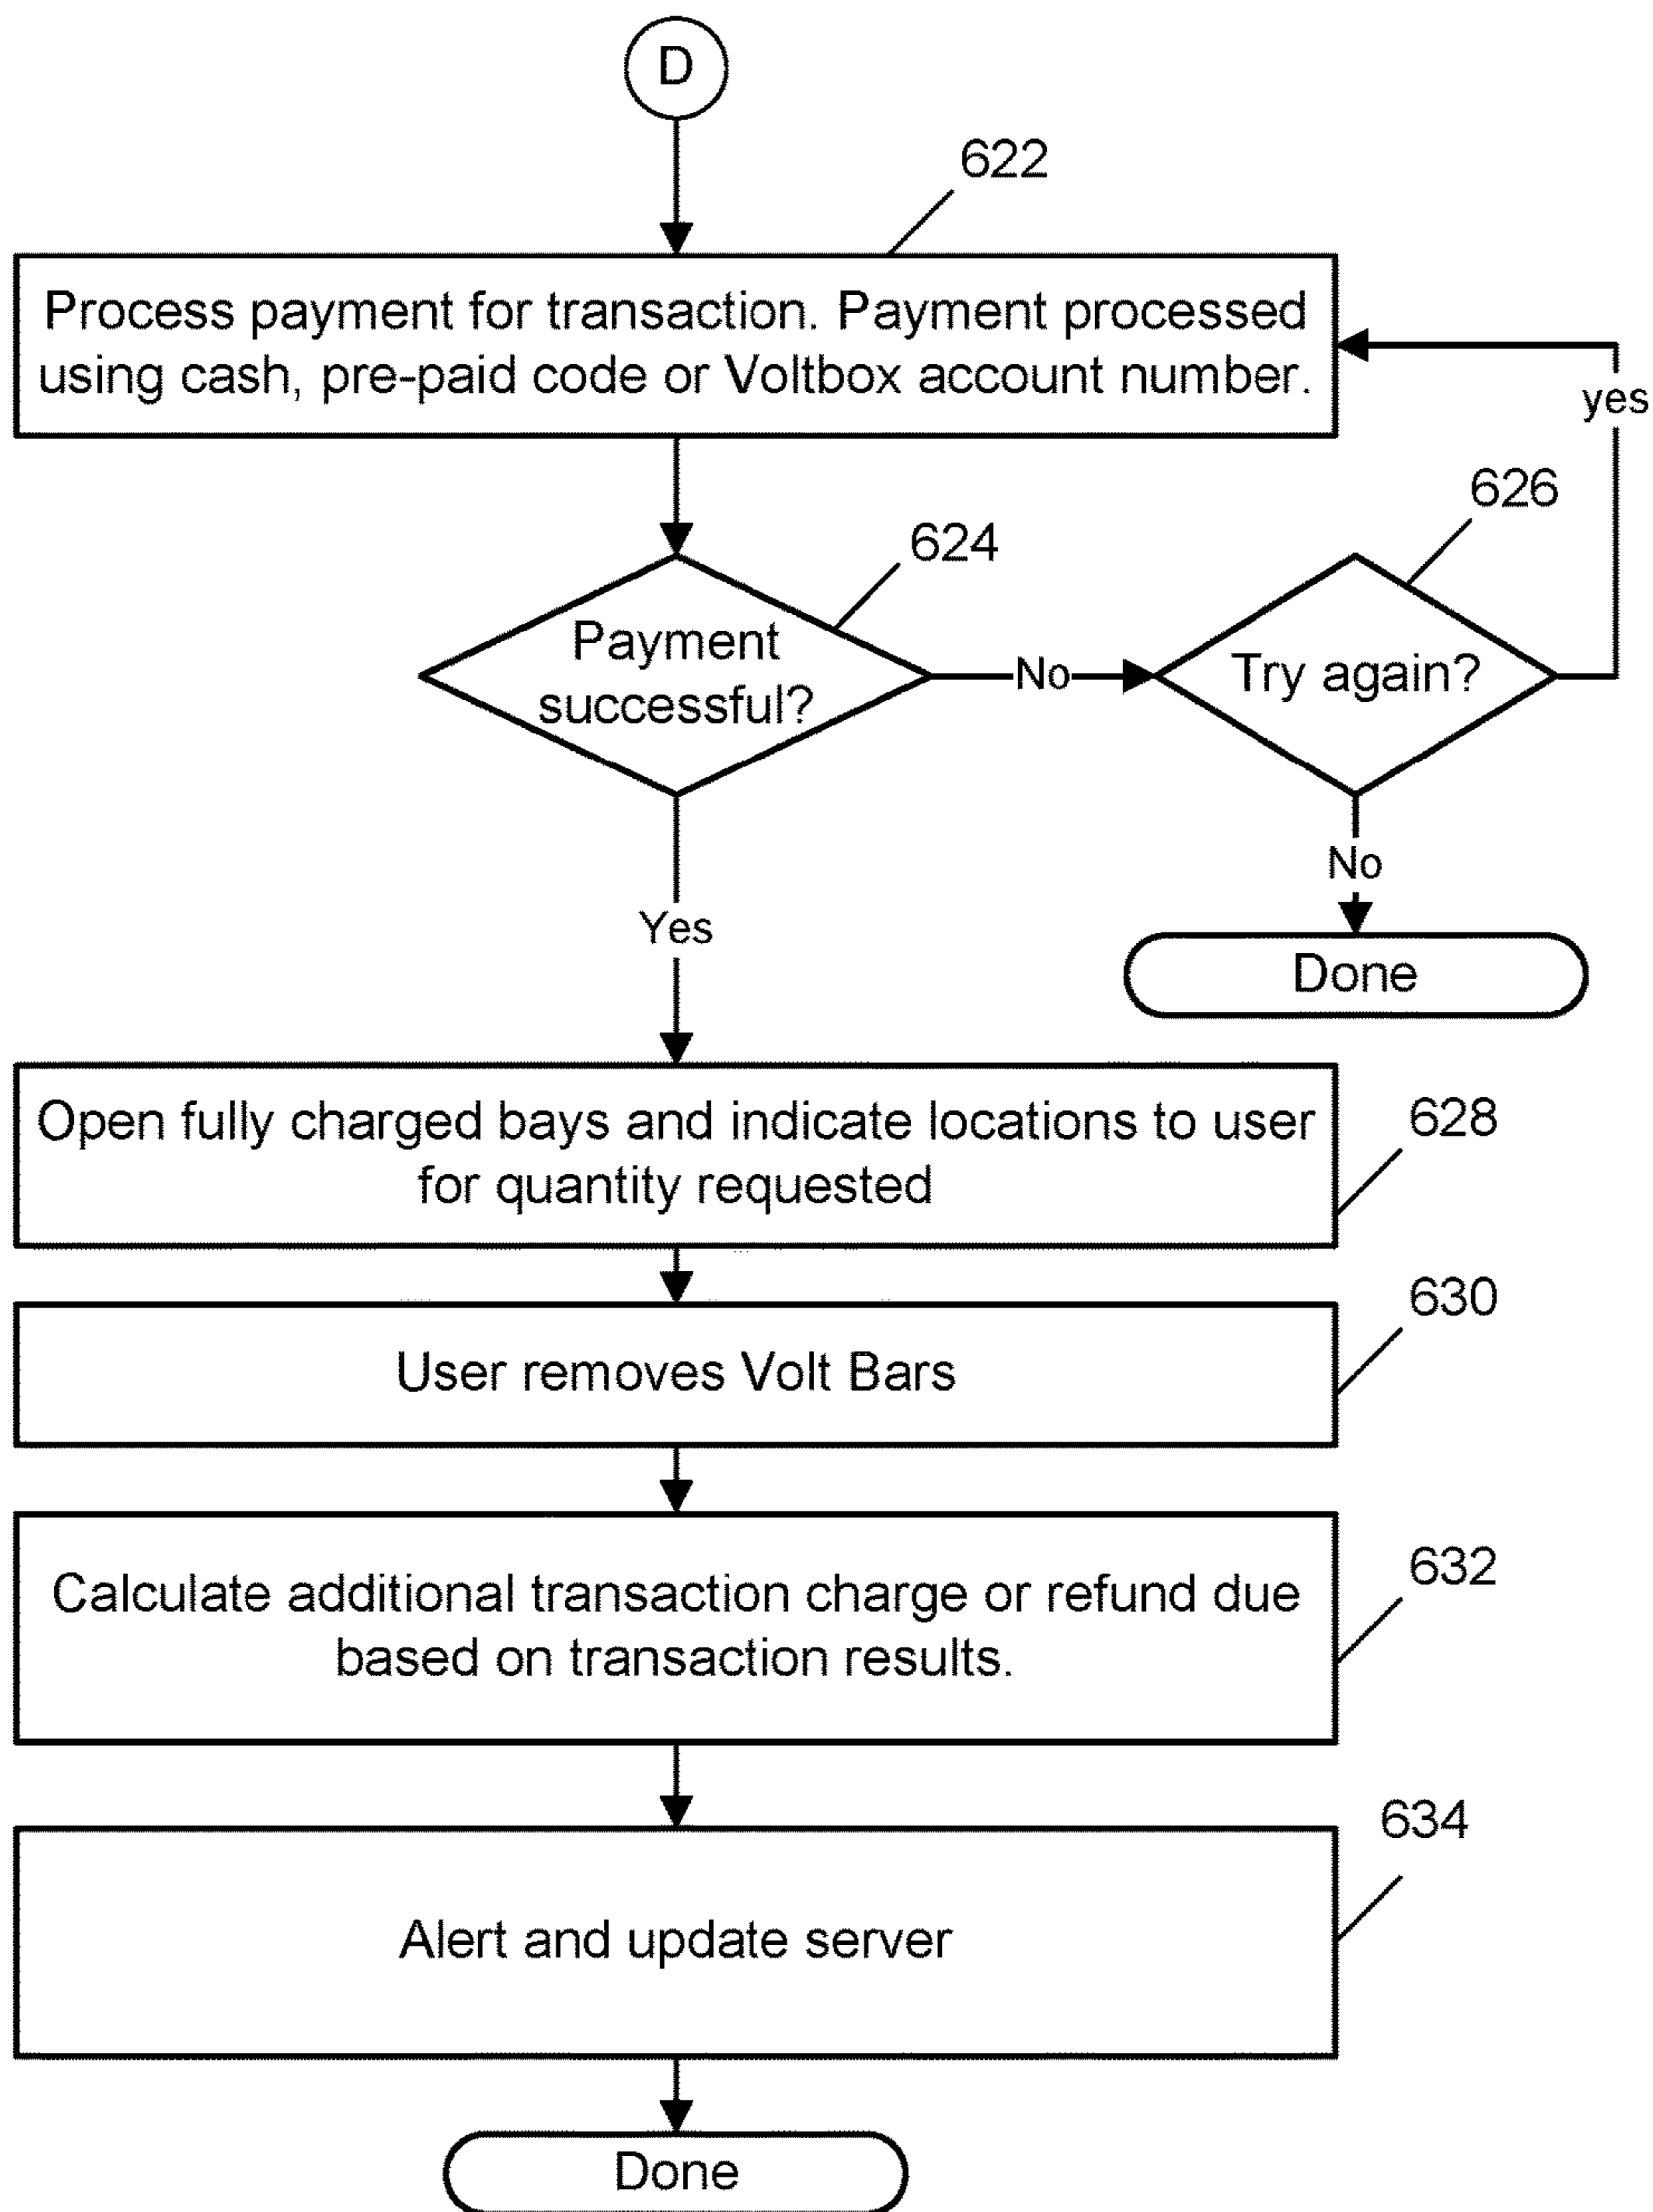 D
622
Process payment for transaction. Payment processed
using cash, pre-paid code or Voltbox account number.
yes
626
624
Payment
successful?
No
Try again?
No
Yes
Done
Open fully charged bays and indicate locations to user
for quantity requested
628
630
User removes Volt Bars
632
Calculate additional transaction charge or refund due
based on transaction results.
634
Alert and update server
Done